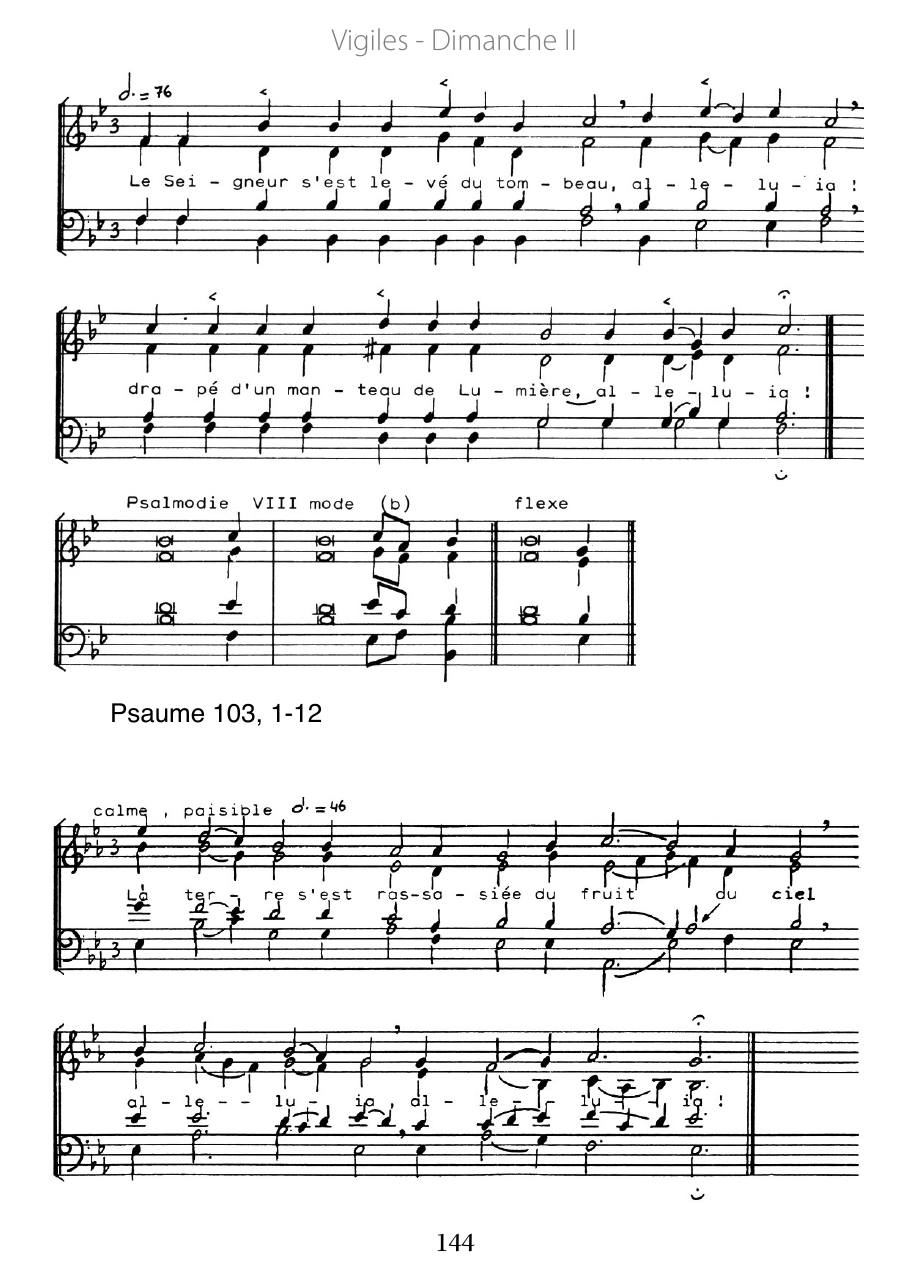 Vigiles - Dimanche II
𝅗𝅥. = 76
Le Sei - gneur s'est le - vé du tom - beau, al - le - lu - ia !
dra - pé d'un man - teau de Lu - mière, al - le - lu - ia !
Psalmodie VIII mode (b) flexe
Psaume 103, 1-12
calme , paisible 𝅗𝅥. = 46
La ter - re s'est ras-sa - siée du fruit du ciel
al - le - - lu - ia, al - le - - lu - - ia !
144